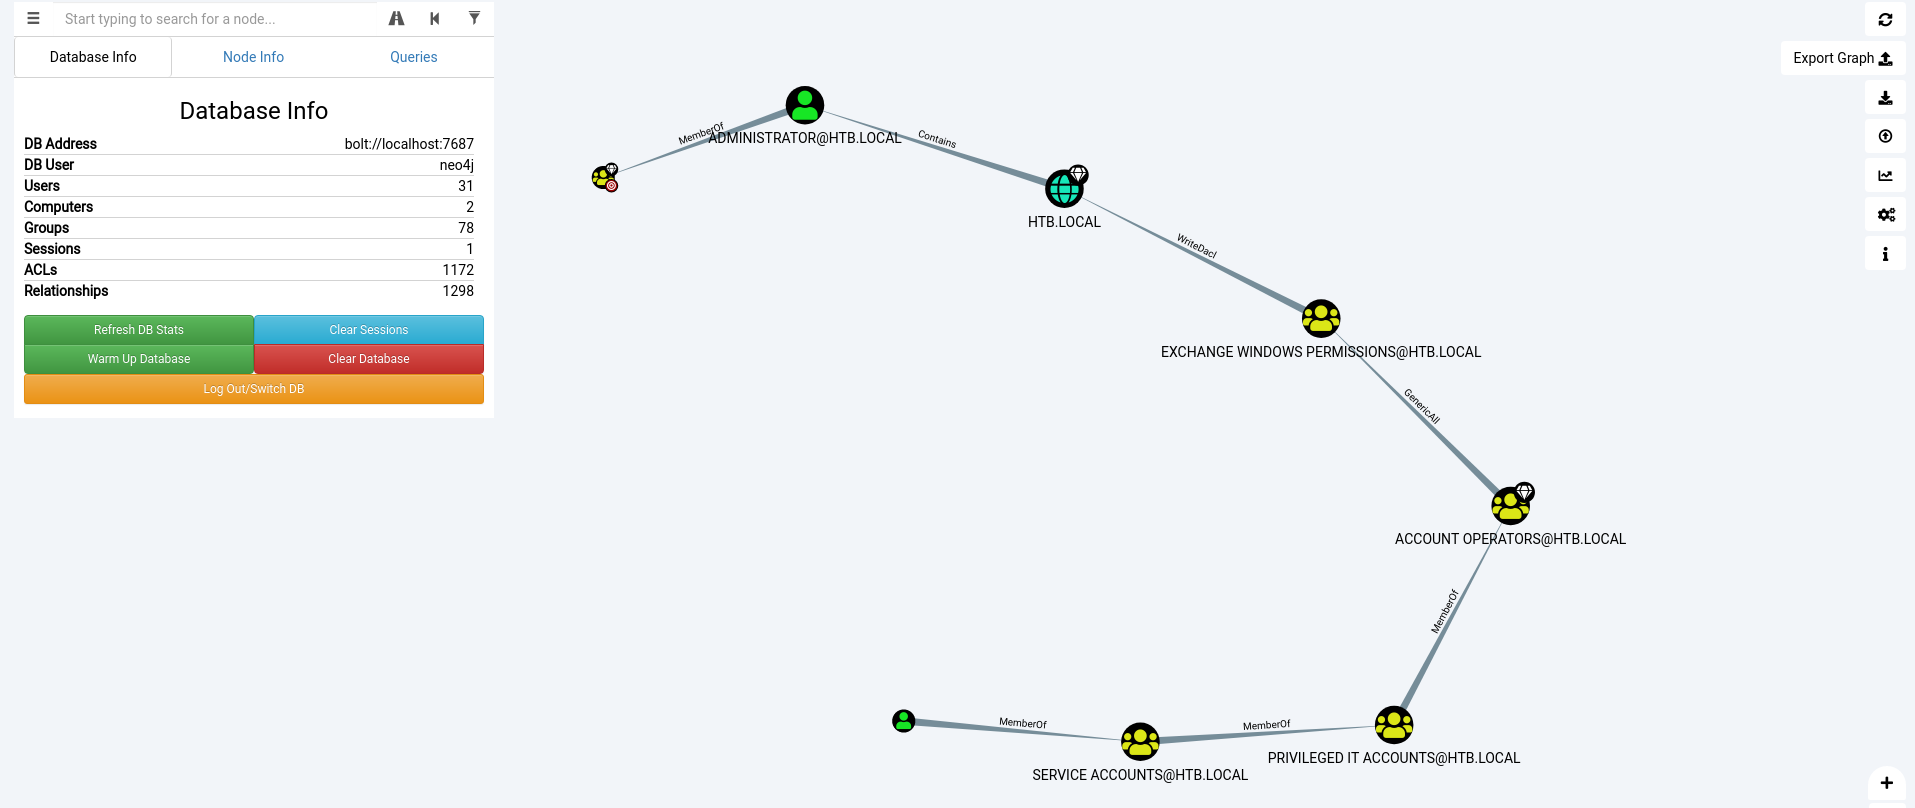 Start typing to search for a node...
Database Info Node Info Queries
Database Info
DB Address bolt://localhost:7687
DB User neo4j
Users 31
Computers 2
Groups 78
Sessions 1
ACLs 1172
Relationships 1298
Refresh DB Stats Clear Sessions
Warm Up Database Clear Database
Log Out/Switch DB
Export Graph
MemberOf
ADMINISTRATOR@HTB.LOCAL
Contains
HTB.LOCAL
WriteDacl
EXCHANGE WINDOWS PERMISSIONS@HTB.LOCAL
GenericAll
ACCOUNT OPERATORS@HTB.LOCAL
MemberOf
MemberOf
MemberOf
PRIVILEGED IT ACCOUNTS@HTB.LOCAL
SERVICE ACCOUNTS@HTB.LOCAL